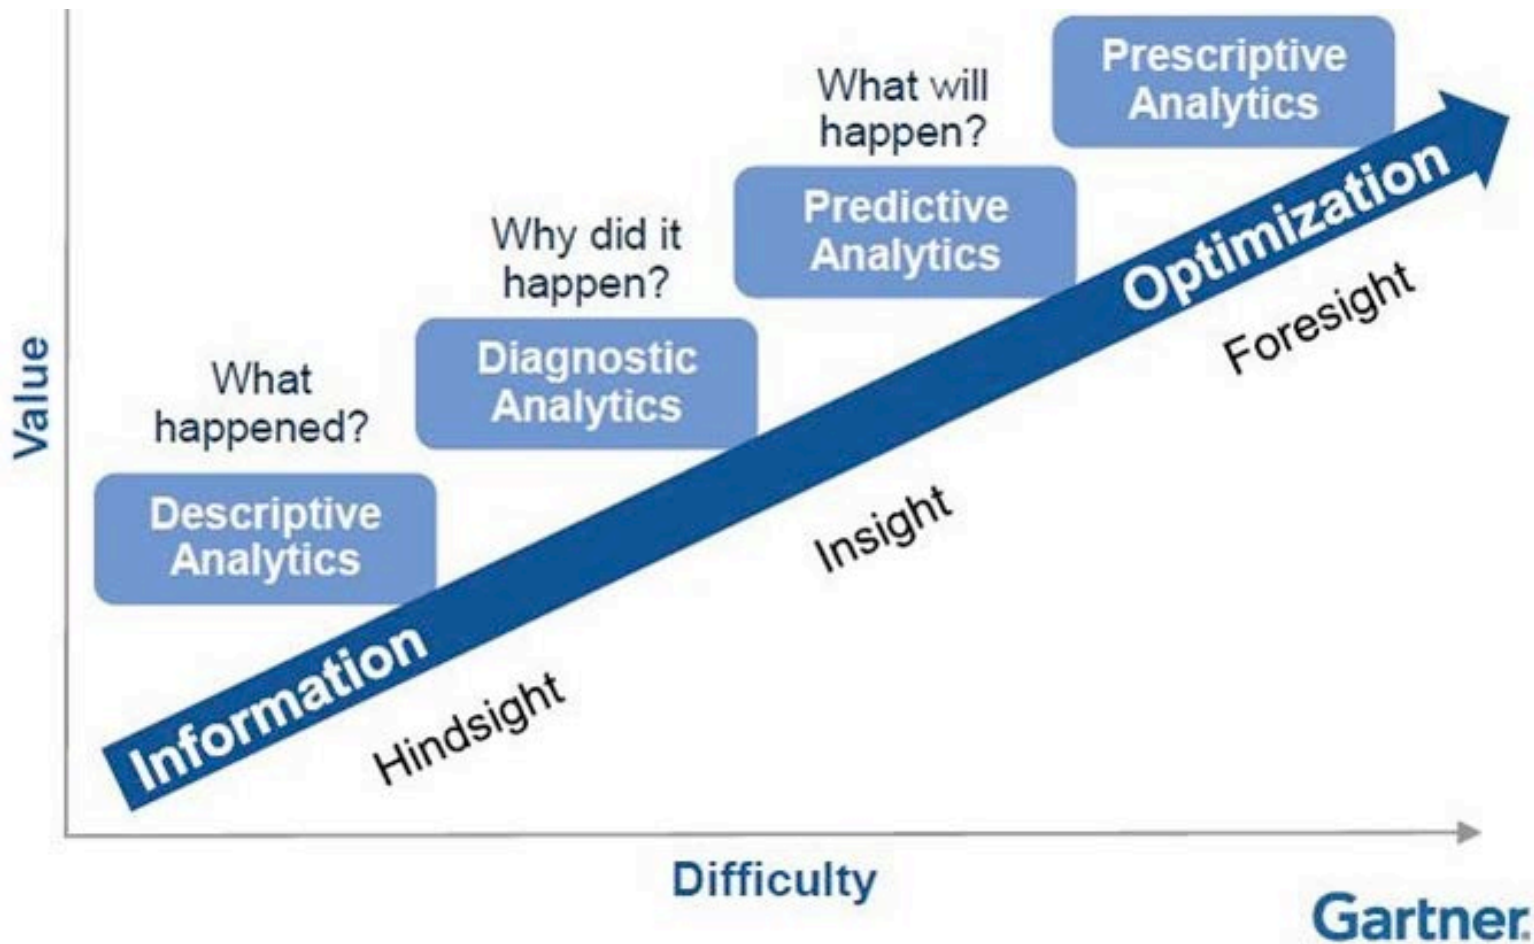 Prescriptive
Analytics
What will
happen?
Predictive
Analytics
Why did it
happen?
Diagnostic
Analytics
What
happened?
Descriptive
Analytics
Value
Information
Optimization
Hindsight
Insight
Foresight
Difficulty
Gartner.